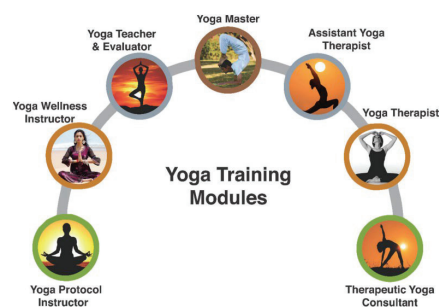 Yoga Master
Yoga Teacher
& Evaluator
Assistant Yoga
Therapist
Yoga Wellness
Instructor
Yoga Therapist
Yoga Training
Modules
Yoga Protocol
Instructor
Therapeutic Yoga
Consultant